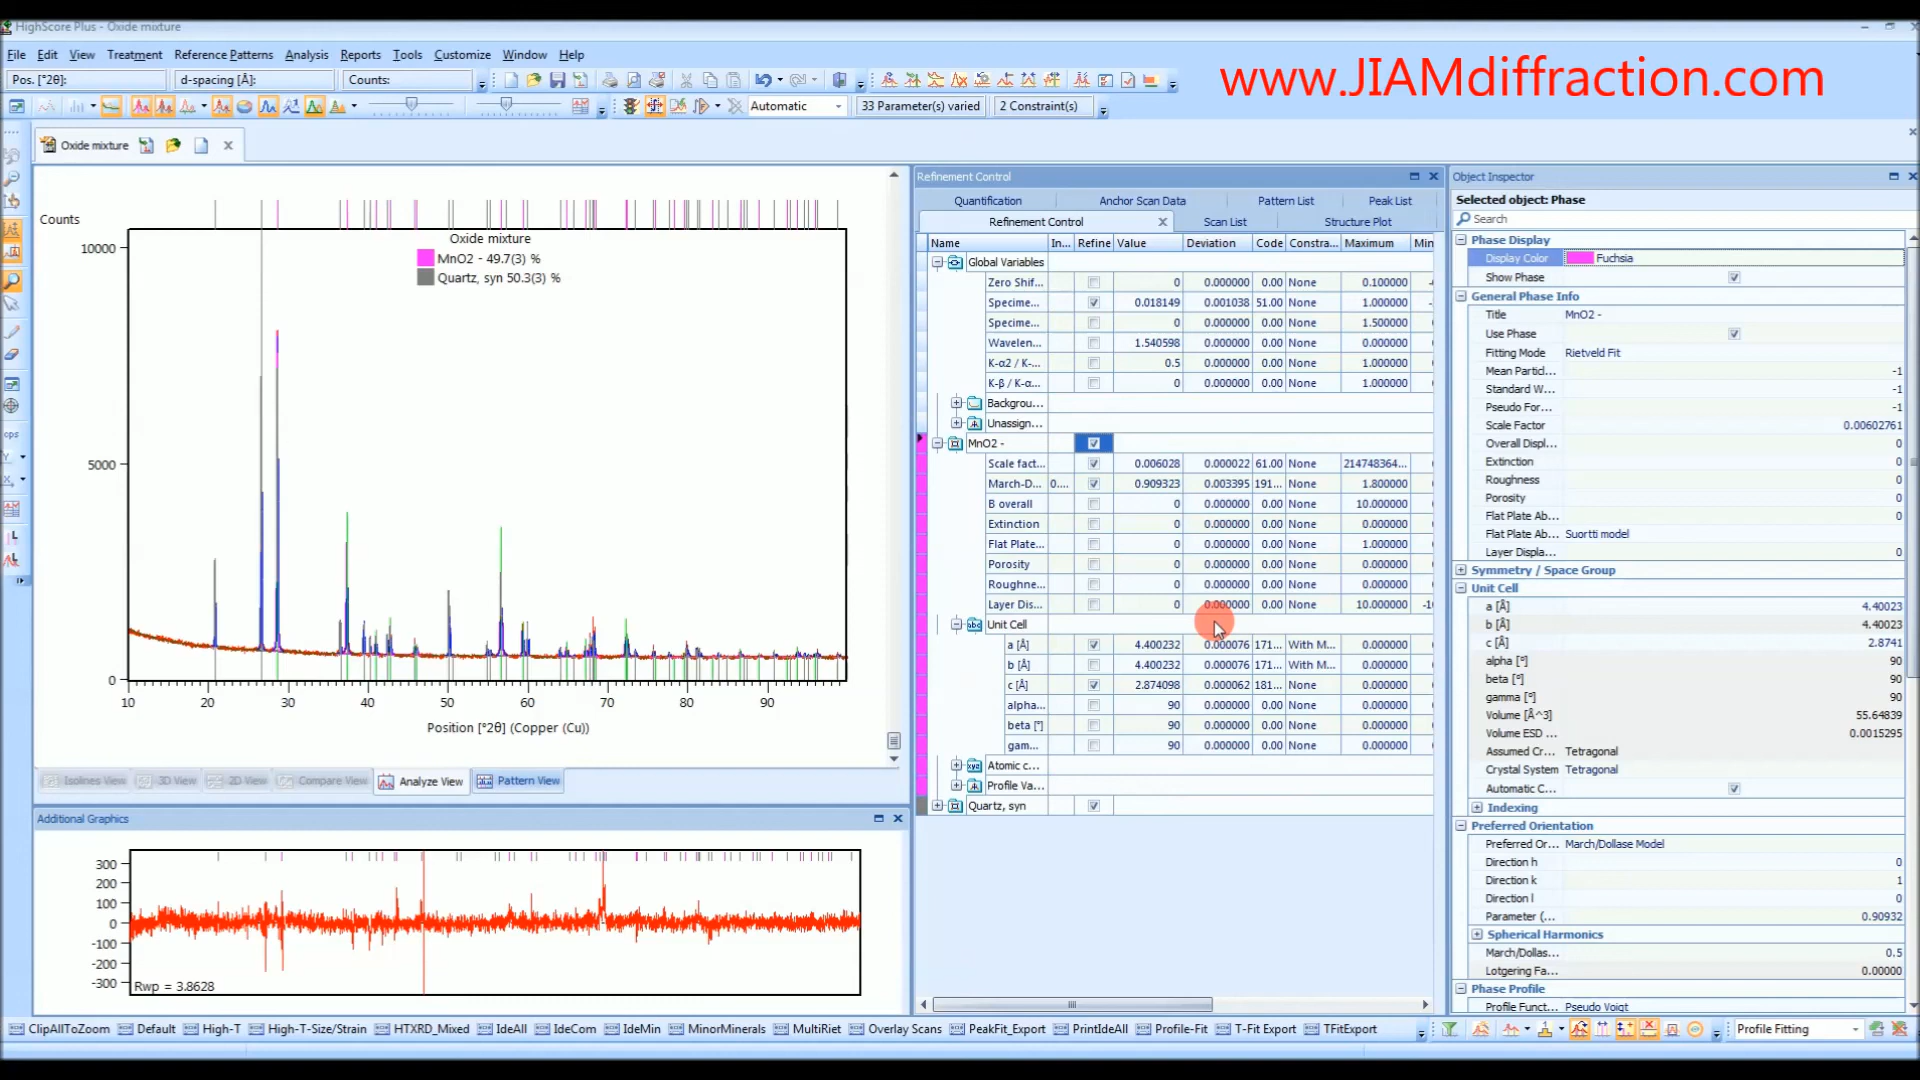 HighScore Plus - Oxide mixture
File Edit View Treatment Reference Patterns Analysis Reports Tools Customize Window Help
www.JIAMdiffraction.com
Pos. [°2θ]: d-spacing [Å]: Counts:
Automatic 33 Parameter(s) varied 2 Constraint(s)
Oxide mixture
Counts
Oxide mixture
MnO2 - 49.7(3) %
Quartz, syn 50.3(3) %
10000
5000
0
10 20 30 40 50 60 70 80 90
Position [°2θ] (Copper (Cu))
Isolines View 3D View 2D View Compare View Analyze View Pattern View
Additional Graphics
300
200
100
0
-100
-200
-300
Rwp = 3.8628
Refinement Control
Quantification Anchor Scan Data Pattern List Peak List
Refinement Control Scan List Structure Plot
Name In... Refine Value Deviation Code Constra... Maximum Min
Global Variables
Zero Shif... 0 0.000000 0.00 None 0.100000
Specime... 0.018149 0.001038 51.00 None 1.000000
Specime... 0 0.000000 0.00 None 1.500000
Wavelen... 1.540598 0.000000 0.00 None 0.000000
K-α2 / K-... 0.5 0.000000 0.00 None 1.000000
K-β / K-α... 0 0.000000 0.00 None 1.000000
Backgrou...
Unassign...
MnO2 -
Scale fact... 0.006028 0.000022 61.00 None 214748364...
March-D... 0.... 0.909323 0.003395 191... None 1.800000
B overall 0 0.000000 0.00 None 10.000000
Extinction 0 0.000000 0.00 None 0.000000
Flat Plate... 0 0.000000 0.00 None 1.000000
Porosity 0 0.000000 0.00 None 0.000000
Roughne... 0 0.000000 0.00 None 0.000000
Layer Dis... 0 0.000000 0.00 None 10.000000 -10
Unit Cell
a [Å] 4.400232 0.000076 171... With M... 0.000000
b [Å] 4.400232 0.000076 171... With M... 0.000000
c [Å] 2.874098 0.000062 181... None 0.000000
alpha... 90 0.000000 0.00 None 0.000000
beta [°] 90 0.000000 0.00 None 0.000000
gam... 90 0.000000 0.00 None 0.000000
Atomic c...
Profile Va...
Quartz, syn
Object Inspector
Selected object: Phase
Search
Phase Display
Display Color Fuchsia
Show Phase
General Phase Info
Title MnO2 -
Use Phase
Fitting Mode Rietveld Fit
Mean Particl... -1
Standard W... -1
Pseudo For... -1
Scale Factor 0.00602761
Overall Displ... 0
Extinction 0
Roughness 0
Porosity 0
Flat Plate Ab... 0
Flat Plate Ab... Suortti model
Layer Displa... 0
Symmetry / Space Group
Unit Cell
a [Å] 4.40023
b [Å] 4.40023
c [Å] 2.8741
alpha [°] 90
beta [°] 90
gamma [°] 90
Volume [Å^3] 55.64839
Volume ESD ... 0.0015295
Assumed Cr... Tetragonal
Crystal System Tetragonal
Automatic C...
Indexing
Preferred Orientation
Preferred Or... March/Dollase Model
Direction h 0
Direction k 1
Direction l 0
Parameter (... 0.90932
Spherical Harmonics
March/Dollas... 0.5
Lotgering Fa... 0.00000
Phase Profile
Profile Funct... Pseudo Voigt
ClipAllToZoom Default High-T High-T-Size/Strain HTXRD_Mixed IdeAll IdeCom IdeMin MinorMinerals MultiRiet Overlay Scans PeakFit_Export PrintIdeAll Profile-Fit T-Fit Export TFitExport Profile Fitting